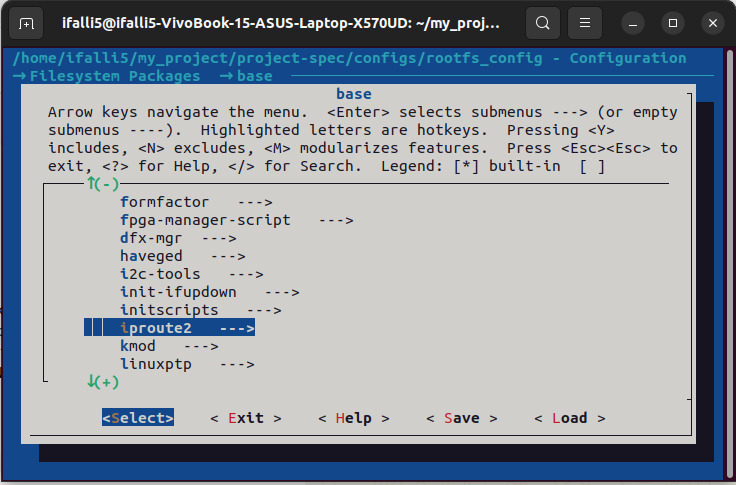 ifalli5@ifalli5-VivoBook-15-ASUS-Laptop-X570UD: ~/my_proj...
/home/ifalli5/my_project/project-spec/configs/rootfs_config - Configuration
→Filesystem Packages →base
base
Arrow keys navigate the menu. <Enter> selects submenus ---> (or empty
submenus ----). Highlighted letters are hotkeys. Pressing <Y>
includes, <N> excludes, <M> modularizes features. Press <Esc><Esc> to
exit, <?> for Help, </> for Search. Legend: [*] built-in [ ]
↑(-)
formfactor --->
fpga-manager-script --->
dfx-mgr --->
haveged --->
i2c-tools --->
init-ifupdown --->
initscripts --->
iproute2 --->
kmod --->
linuxptp --->
↓(+)
<Select> < Exit > < Help > < Save > < Load >